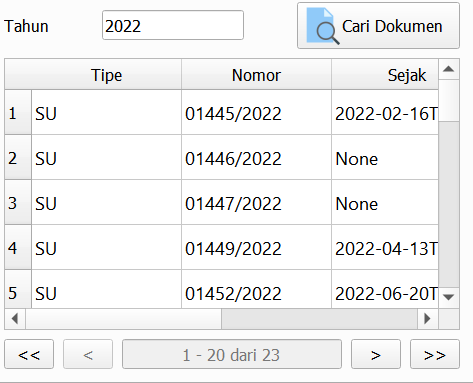 Tahun 2022 Cari Dokumen
Tipe Nomor Sejak
1 SU 01445/2022 2022-02-16T
2 SU 01446/2022 None
3 SU 01447/2022 None
4 SU 01449/2022 2022-04-13T
5 SU 01452/2022 2022-06-20T
<< < 1 - 20 dari 23 > >>